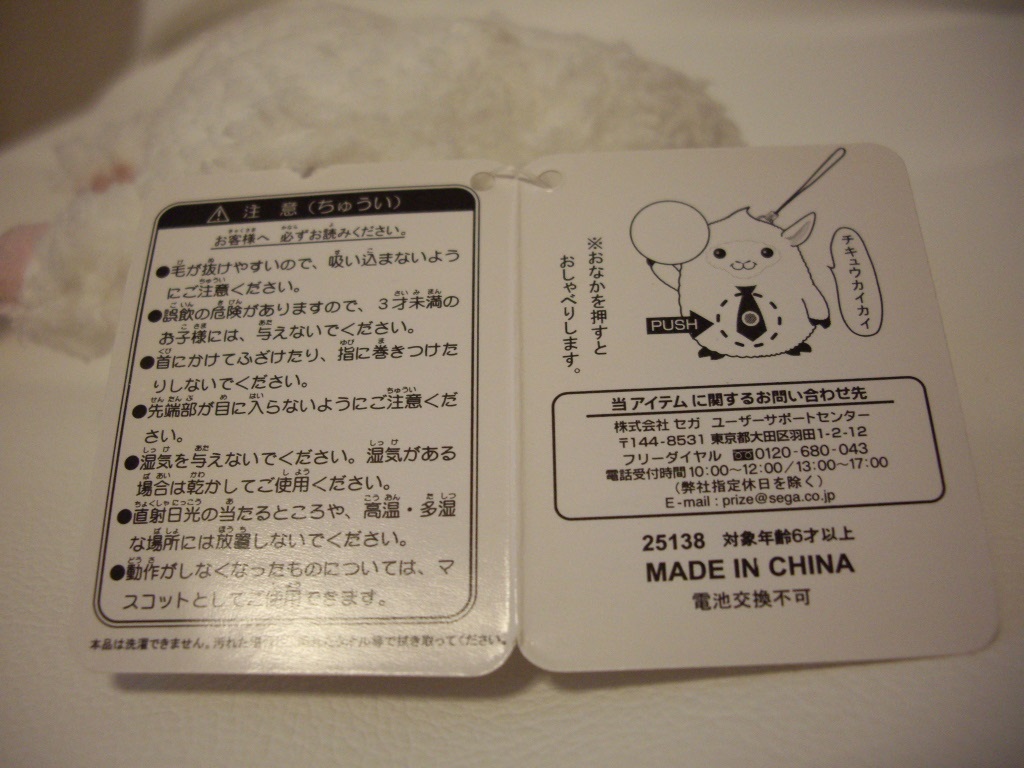 ⚠ 注 意（ちゅうい）
お客様へ 必ずお読みください。
●毛が抜けやすいので、吸い込まないよう
にご注意ください。
●誤飲の危険がありますので、３才未満の
お子様には、与えないでください。
●首にかけてふざけたり、指に巻きつけた
りしないでください。
●先端部が目に入らないようにご注意くだ
さい。
●湿気を与えないでください。湿気がある
場合は乾かしてご使用ください。
●直射日光の当たるところや、高温・多湿
な場所には放置しないでください。
●動作がしなくなったものについては、マ
スコットとしてご使用できます。
本品は洗濯できません。汚れた タオル等で拭き取ってください。
※おなかを押すと
おしゃべりします。
PUSH
チキュウカイカイ
当アイテムに関するお問い合わせ先
株式会社 セガ ユーザーサポートセンター
〒144-8531 東京都大田区羽田1-2-12
フリーダイヤル 0120-680-043
電話受付時間 10:00～12:00／13:00～17:00
（弊社指定休日を除く）
E-mail : prize@sega.co.jp
25138 対象年齢6才以上
MADE IN CHINA
電池交換不可